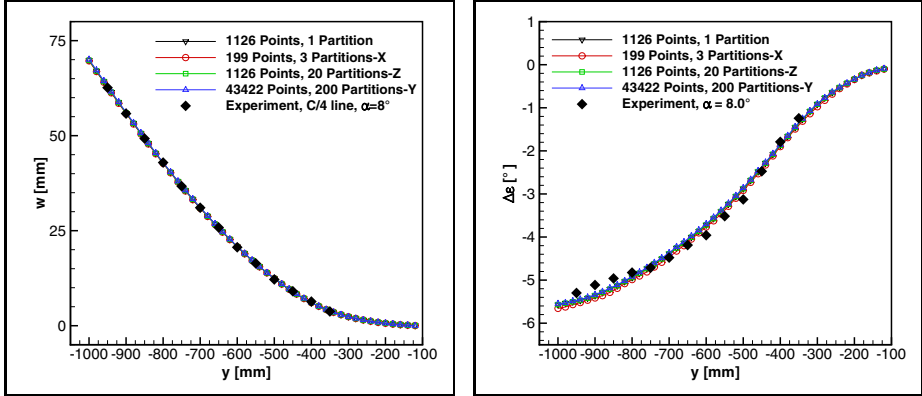 1126 Points, 1 Partition
199 Points, 3 Partitions-X
1126 Points, 20 Partitions-Z
43422 Points, 200 Partitions-Y
Experiment, C/4 line, α=8°
w [mm]
75
50
25
0
-1000 -900 -800 -700 -600 -500 -400 -300 -200 -100
y [mm]
1126 Points, 1 Partition
199 Points, 3 Partitions-X
1126 Points, 20 Partitions-Z
43422 Points, 200 Partitions-Y
Experiment, α = 8.0°
Δε [°]
1
0
-1
-2
-3
-4
-5
-6
-1000 -900 -800 -700 -600 -500 -400 -300 -200 -100
y [mm]